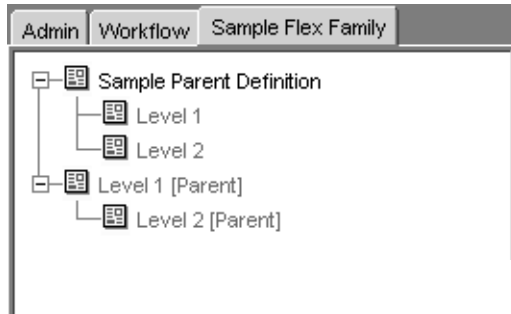 Admin Workflow Sample Flex Family
Sample Parent Definition
Level 1
Level 2
Level 1 [Parent]
Level 2 [Parent]